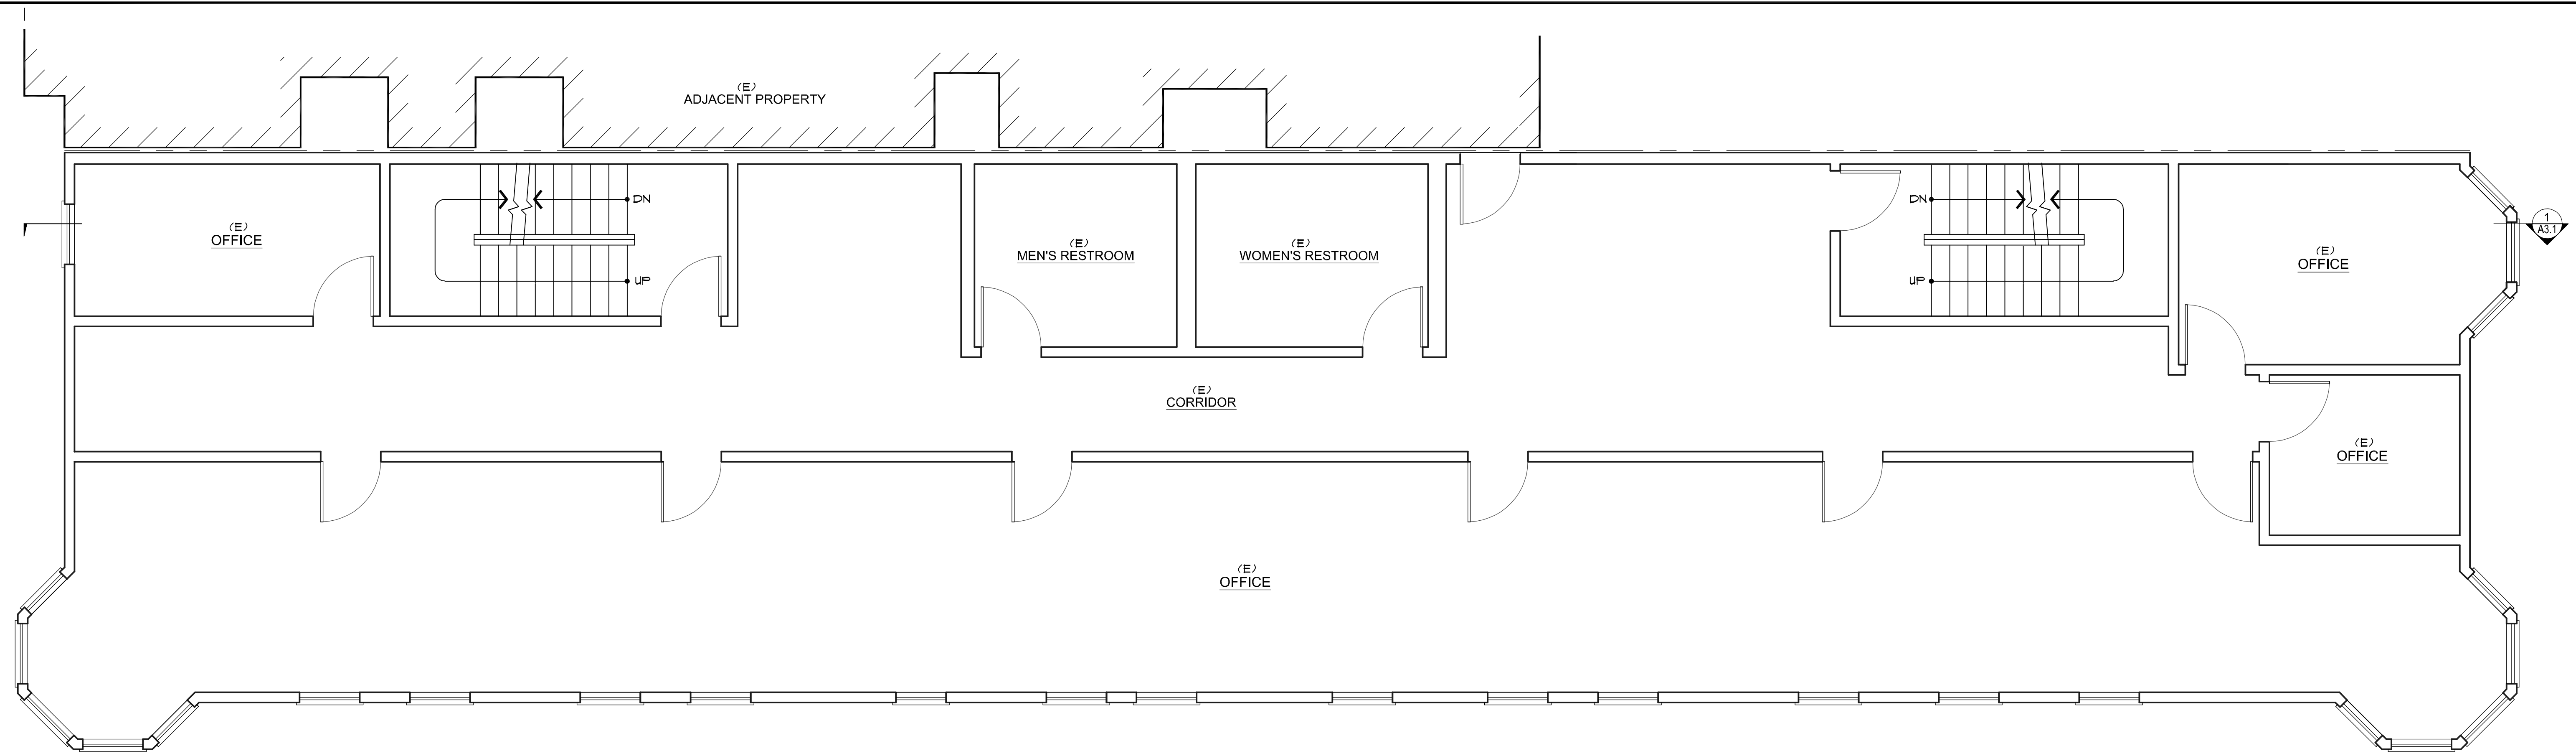 (E)
ADJACENT PROPERTY
(E)
OFFICE
DN
UP
(E)
MEN'S RESTROOM
(E)
WOMEN'S RESTROOM
DN
UP
(E)
OFFICE
1
A3.1
(E)
CORRIDOR
(E)
OFFICE
(E)
OFFICE